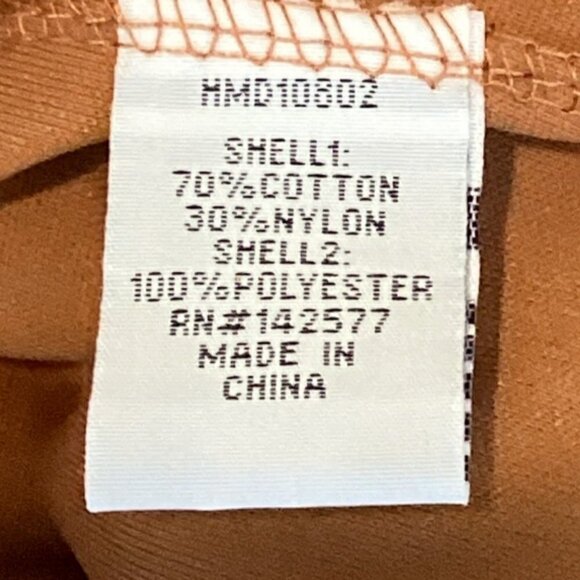 HMD10802
SHELL1:
70%COTTON
30%NYLON
SHELL2:
100%POLYESTER
RN#142577
MADE IN
CHINA